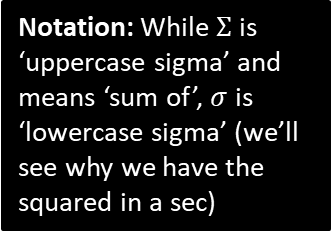 Notation: While Σ is
‘uppercase sigma’ and
means ‘sum of’, σ is
‘lowercase sigma’ (we’ll
see why we have the
squared in a sec)